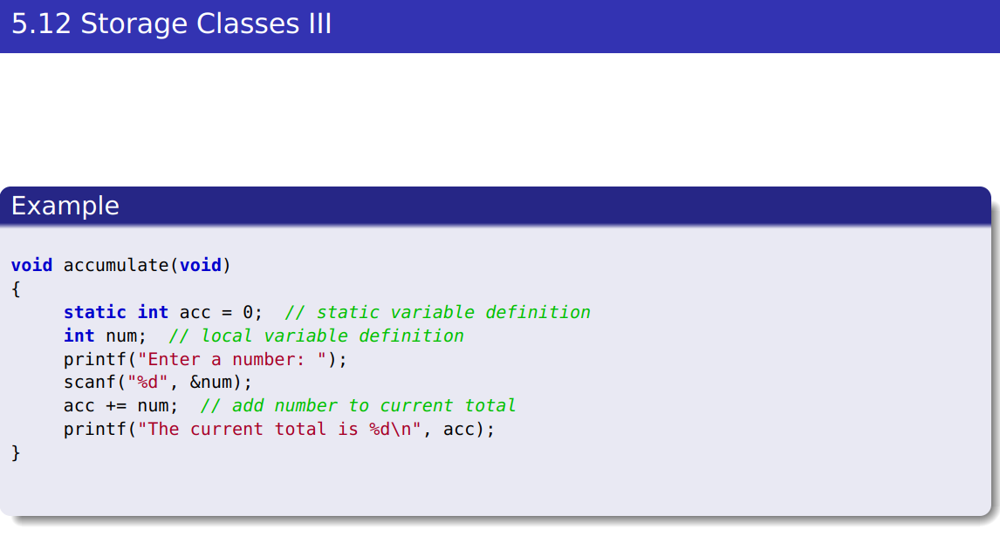 5.12 Storage Classes III
Example
void accumulate(void)
{
static int acc = 0;  // static variable definition
int num;  // local variable definition
printf("Enter a number: ");
scanf("%d", &num);
acc += num;  // add number to current total
printf("The current total is %d\n", acc);
}